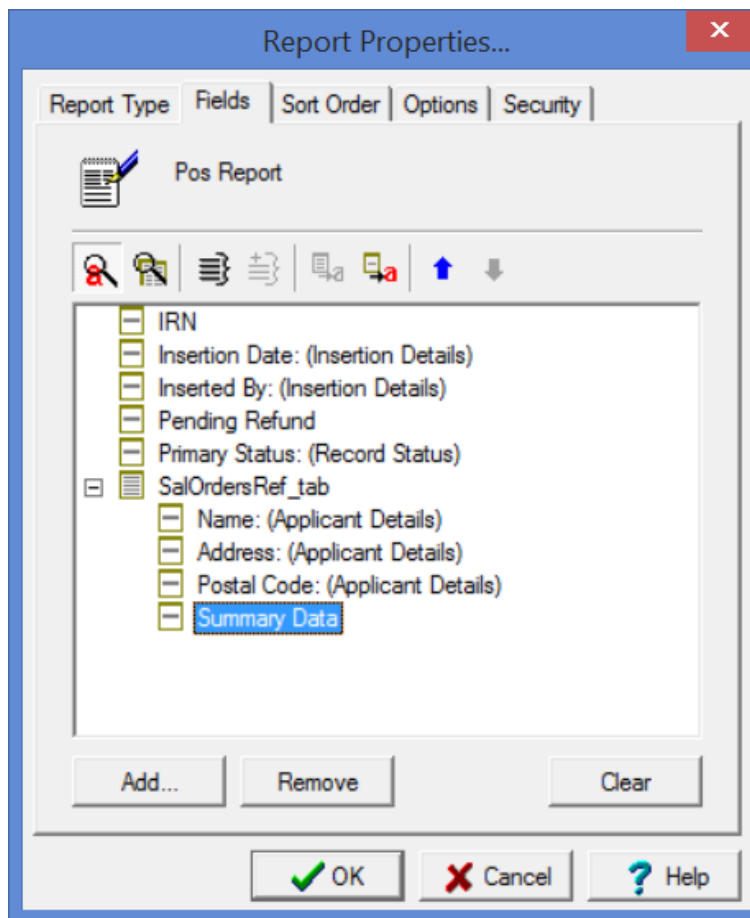 Report Properties...
Report Type Fields Sort Order Options Security
Pos Report
IRN
Insertion Date: (Insertion Details)
Inserted By: (Insertion Details)
Pending Refund
Primary Status: (Record Status)
SalOrdersRef_tab
Name: (Applicant Details)
Address: (Applicant Details)
Postal Code: (Applicant Details)
Summary Data
Add... Remove Clear
OK Cancel Help